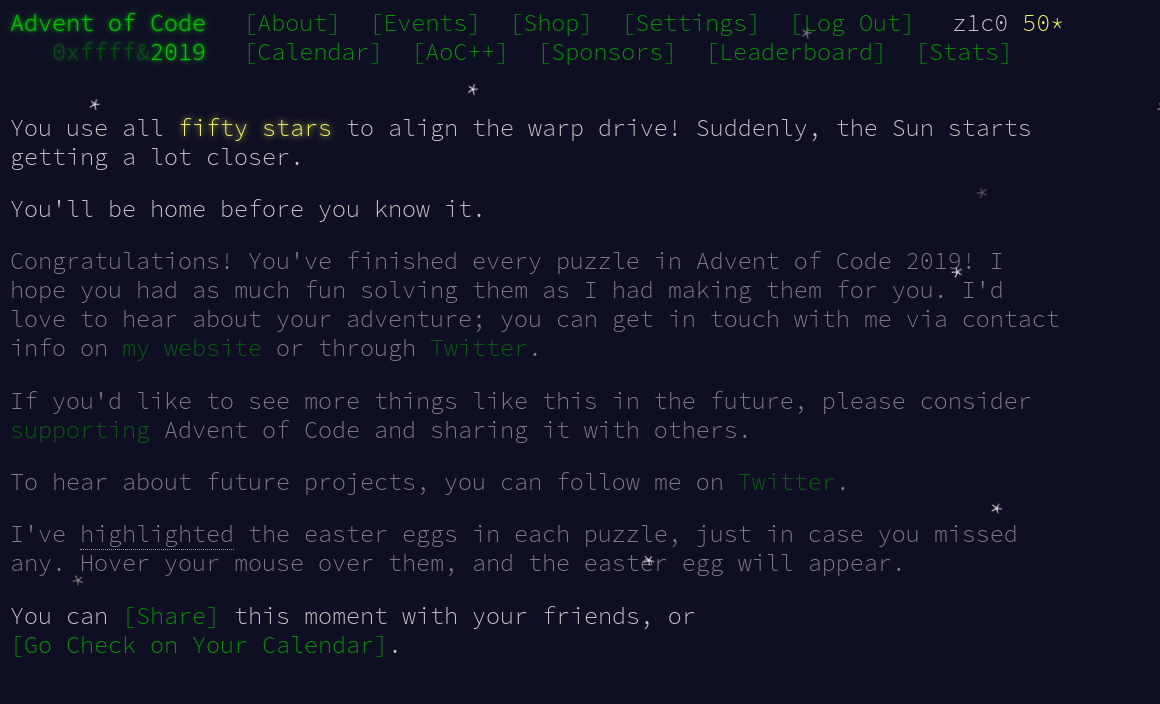 Advent of Code [About] [Events] [Shop] [Settings] [Log Out] z1c0 50*
0xffff&2019 [Calendar] [AoC++] [Sponsors] [Leaderboard] [Stats]
You use all fifty stars to align the warp drive! Suddenly, the Sun starts
getting a lot closer.
You'll be home before you know it.
Congratulations! You've finished every puzzle in Advent of Code 2019! I
hope you had as much fun solving them as I had making them for you. I'd
love to hear about your adventure; you can get in touch with me via contact
info on my website or through Twitter.
If you'd like to see more things like this in the future, please consider
supporting Advent of Code and sharing it with others.
To hear about future projects, you can follow me on Twitter.
I've highlighted the easter eggs in each puzzle, just in case you missed
any. Hover your mouse over them, and the easter egg will appear.
You can [Share] this moment with your friends, or
[Go Check on Your Calendar].